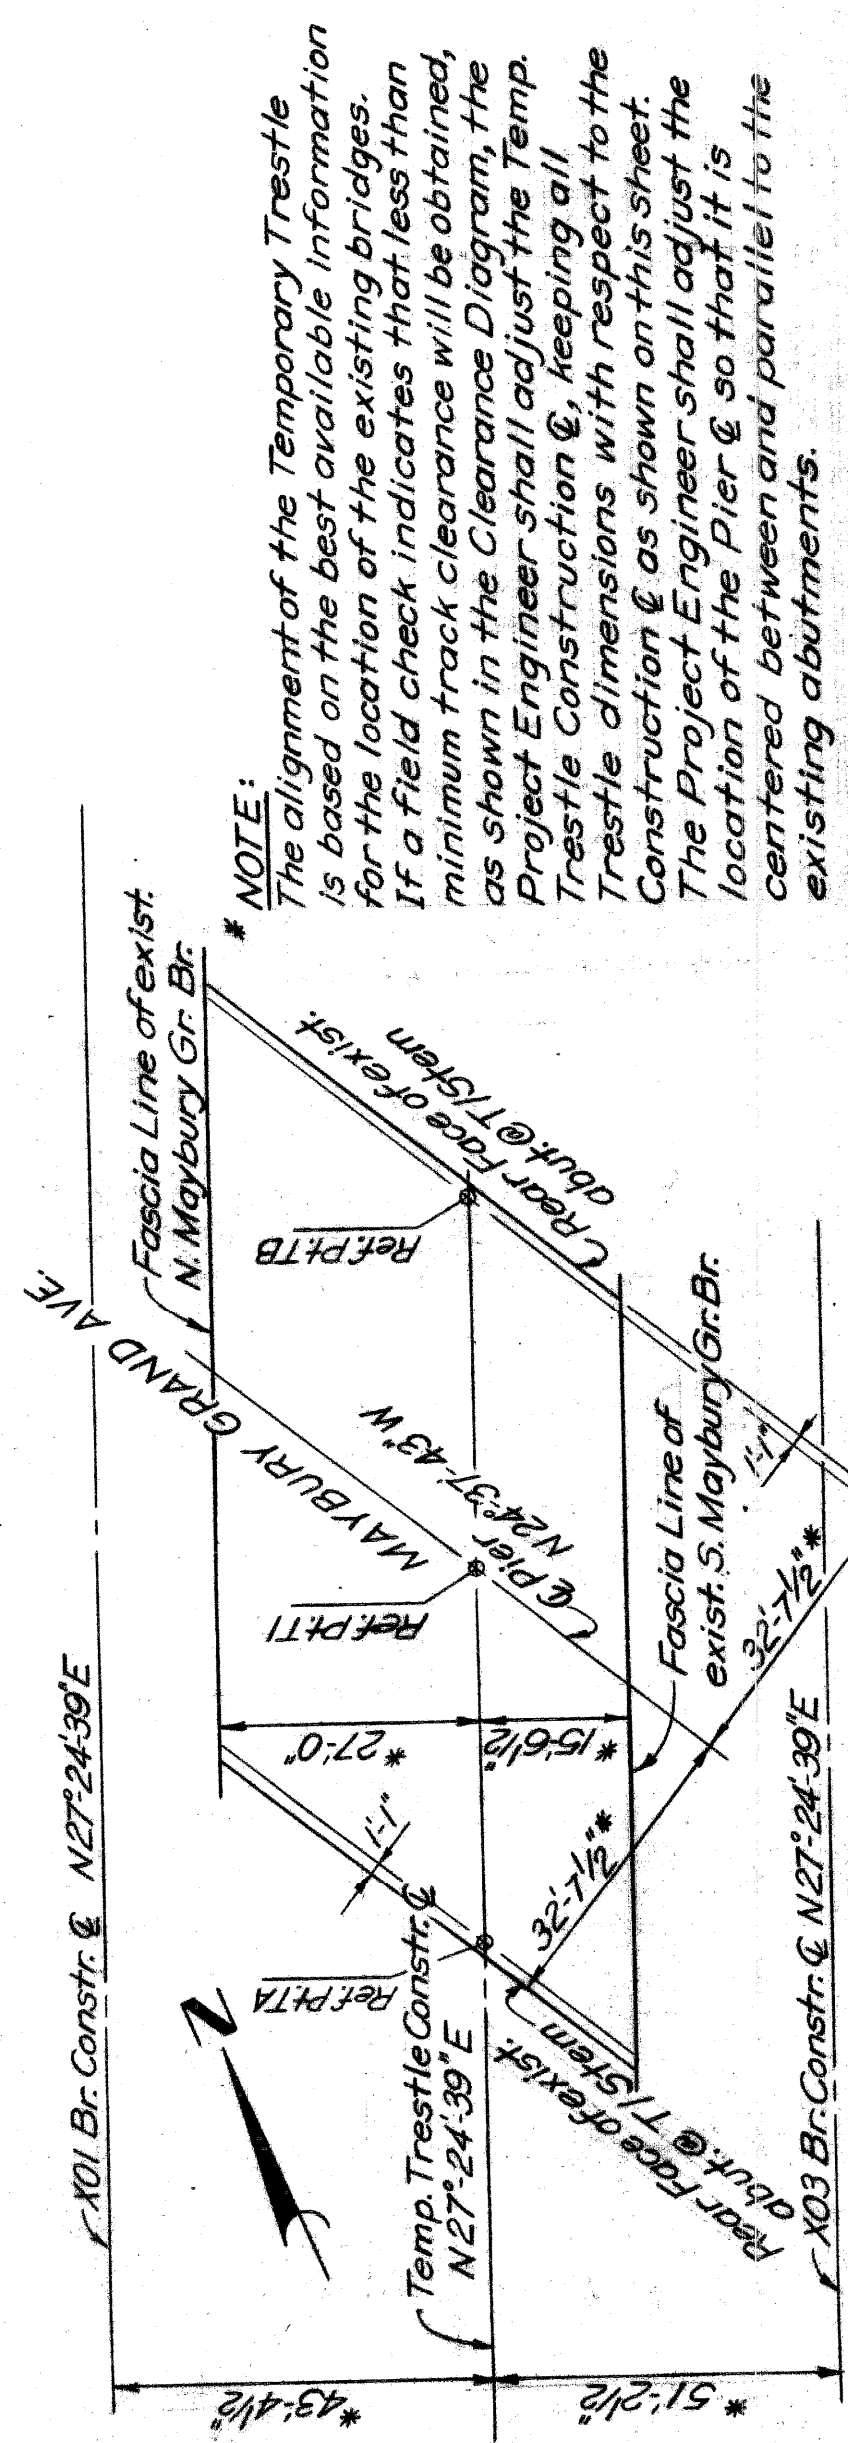 X01 Br. Constr. ℄ N27°-24'-39"E
MAYBURY GRAND AVE.
Fascia Line of exist.
N. Maybury Gr. Br.
*43'-4½"
*27'-0"
1'-1"
Ref. Pt. TA
Ref. Pt. T1
Ref. Pt. TB
Temp. Trestle Constr. ℄
N27°-24'-39"E
℄ Pier
N24°-37'-43"W
Rear Face of exist.
abut. @ T/Stem
*15'-6½"
32'-7½"*
32'-7½"*
1'-1"
Rear Face of exist.
abut. @ T/Stem
Fascia Line of
exist. S. Maybury Gr. Br.
*51'-2½"
X03 Br. Constr. ℄ N27°-24'-39"E
N
* NOTE:
The alignment of the Temporary Trestle
is based on the best available information
for the location of the existing bridges.
If a field check indicates that less than
minimum track clearance will be obtained,
as shown in the Clearance Diagram, the
Project Engineer shall adjust the Temp.
Trestle Construction ℄, keeping all
Trestle dimensions with respect to the
Construction ℄ as shown on this sheet.
The Project Engineer shall adjust the
location of the Pier ℄ so that it is
centered between and parallel to the
existing abutments.